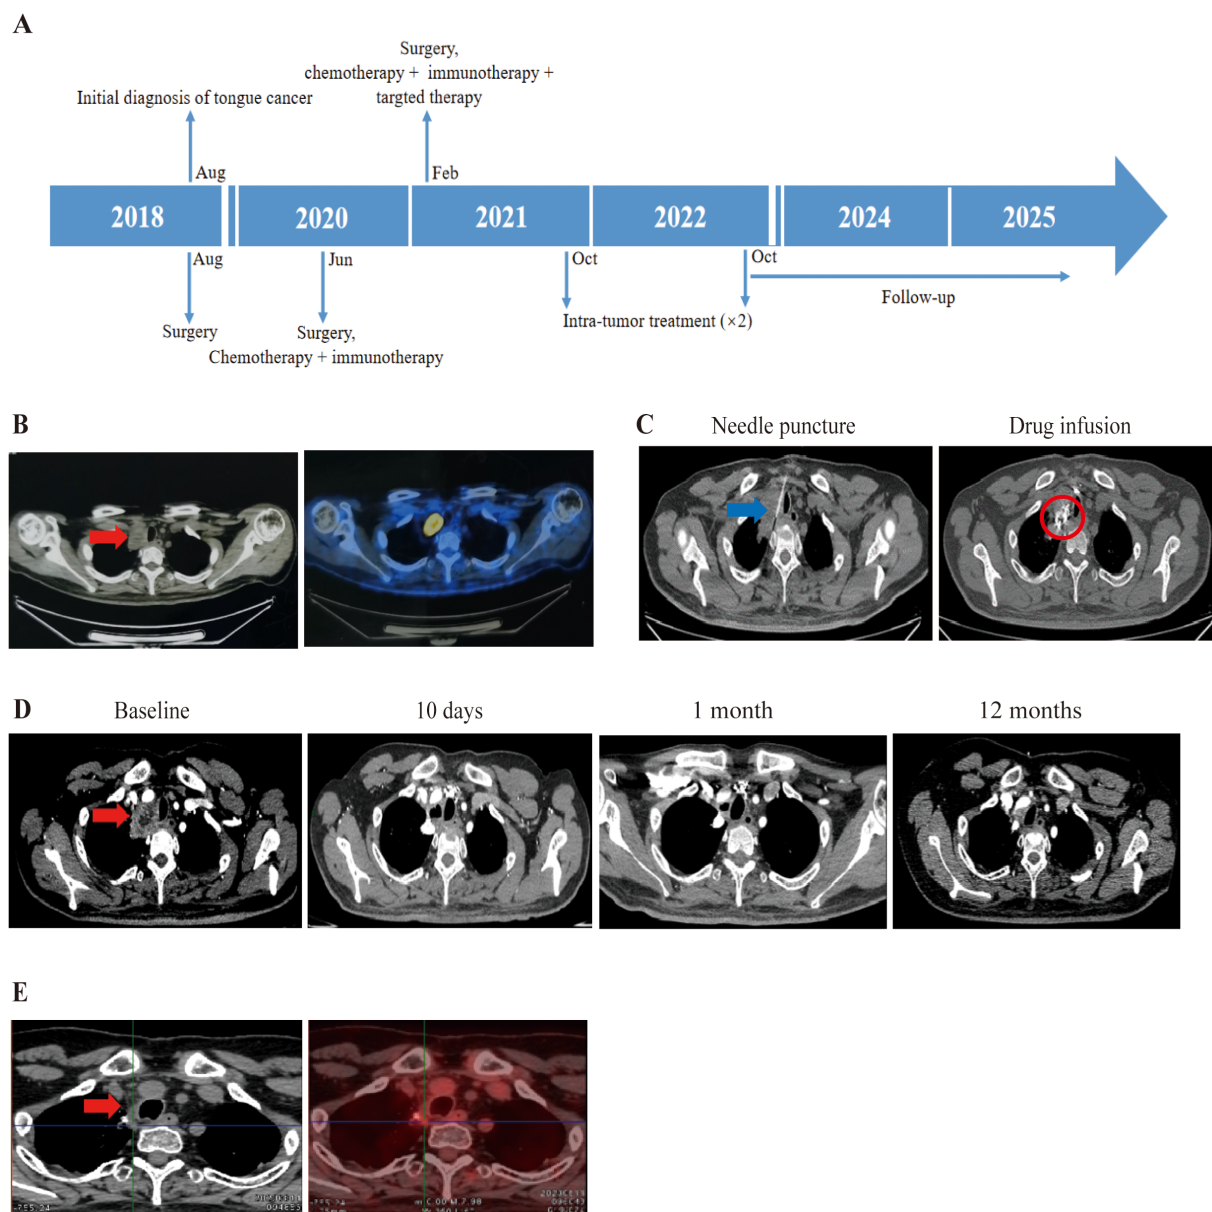 A
Surgery,
chemotherapy + immunotherapy +
targted therapy
Initial diagnosis of tongue cancer
Aug
Feb
2018
2020
2021
2022
2024
2025
Aug
Jun
Oct
Oct
Surgery
Surgery,
Chemotherapy + immunotherapy
Intra-tumor treatment (×2)
Follow-up
B
C
Needle puncture
Drug infusion
D
Baseline
10 days
1 month
12 months
E
-755.24